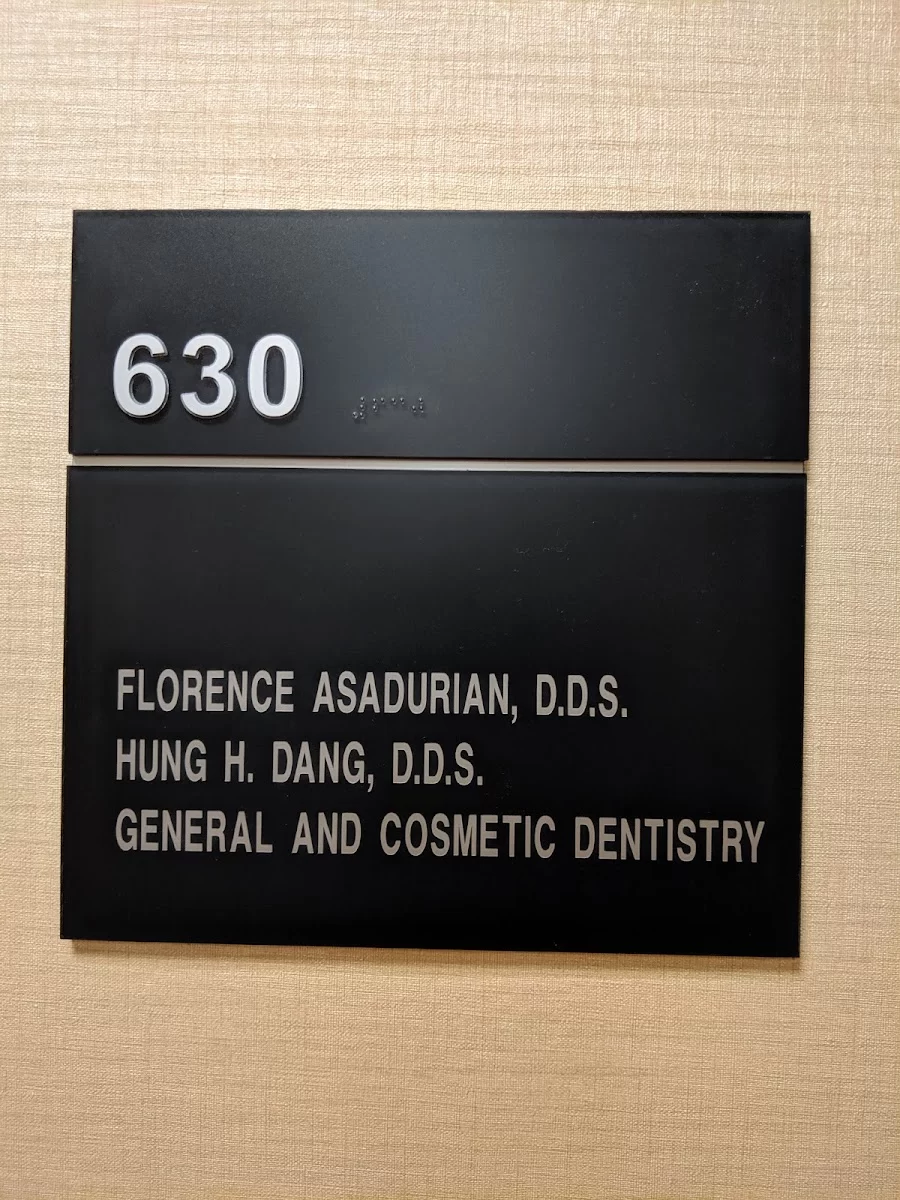 630
FLORENCE ASADURIAN, D.D.S.
HUNG H. DANG, D.D.S.
GENERAL AND COSMETIC DENTISTRY